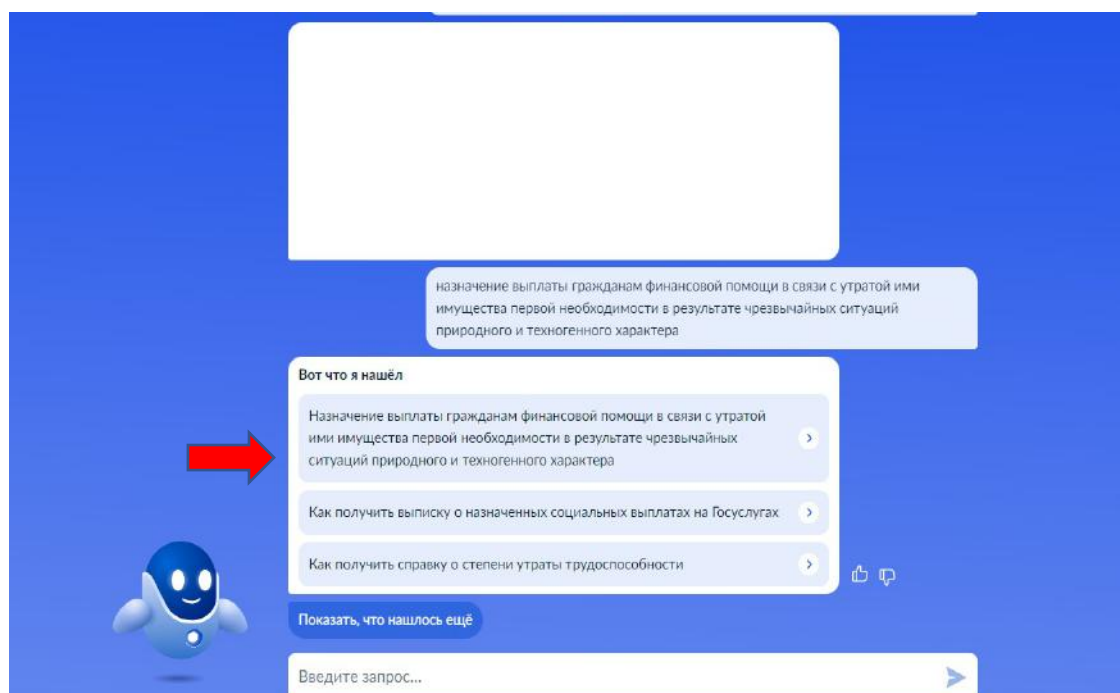 назначение выплаты гражданам финансовой помощи в связи с утратой ими
имущества первой необходимости в результате чрезвычайных ситуаций
природного и техногенного характера
Вот что я нашёл
Назначение выплаты гражданам финансовой помощи в связи с утратой
ими имущества первой необходимости в результате чрезвычайных
ситуаций природного и техногенного характера
Как получить выписку о назначенных социальных выплатах на Госуслугах
Как получить справку о степени утраты трудоспособности
Показать, что нашлось ещё
Введите запрос...